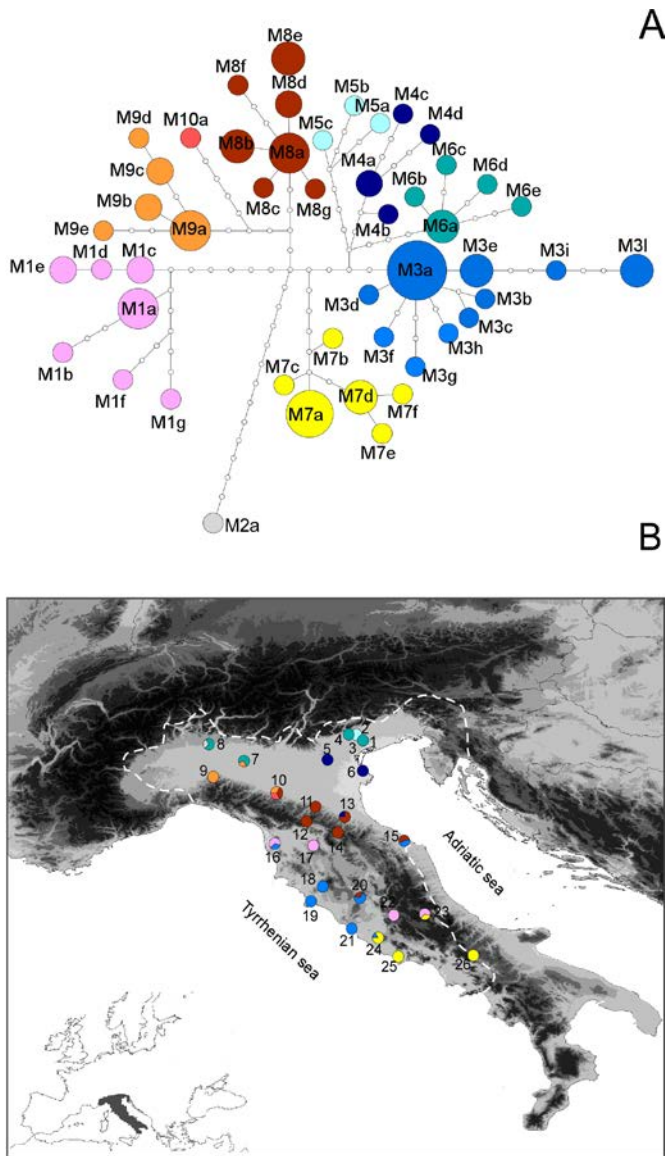 A
M8e
M8f
M8d
M5b
M4c
M9d
M10a
M5a
M4d
M5c
M6c
M9c
M8b
M8a
M4a
M6d
M6b
M9b
M8c
M8g
M6e
M9e
M9a
M4b
M6a
M1d
M1c
M1e
M3a
M3e
M3i
M3l
M1a
M3d
M3b
M3c
M7b
M3f
M3h
M1b
M7c
M3g
M1f
M7d
M7f
M1g
M7a
M7e
M2a
B
2
8
4
3
1
7
5
9
6
10
11
13
12
14
15
16
17
Adriatic sea
18
20
19
22
23
Tyrrhenian sea
21
24
25
26